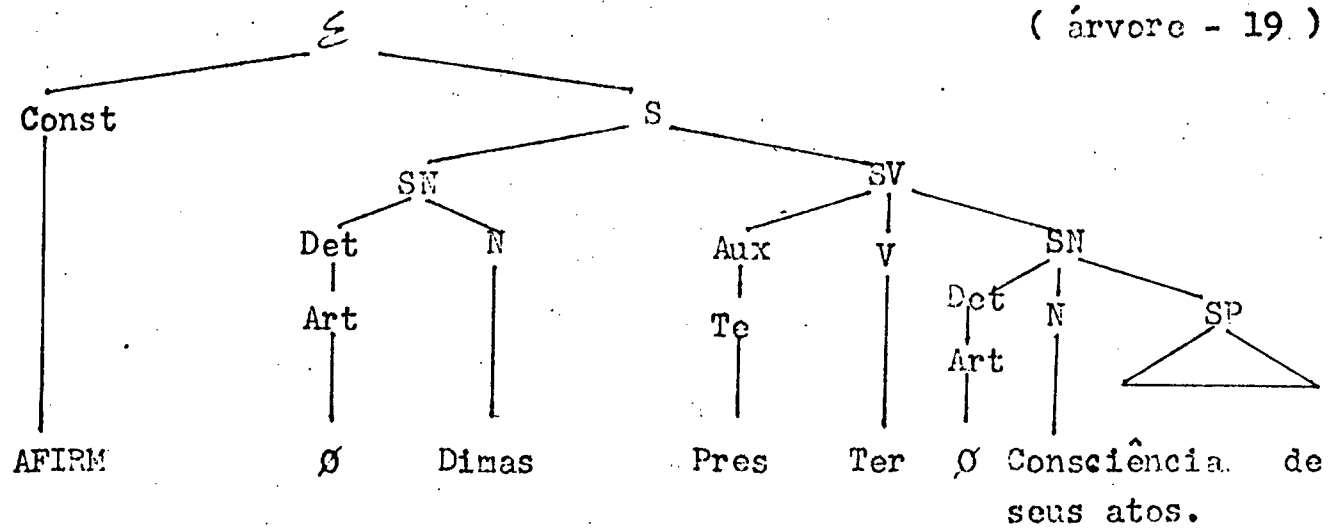 ( árvore - 19 )
Σ
Const S
SN SV
Det N Aux V SN
Art Te Det N SP
Art
AFIRM Ø Dimas Pres Ter Ø Consciência de
seus atos.